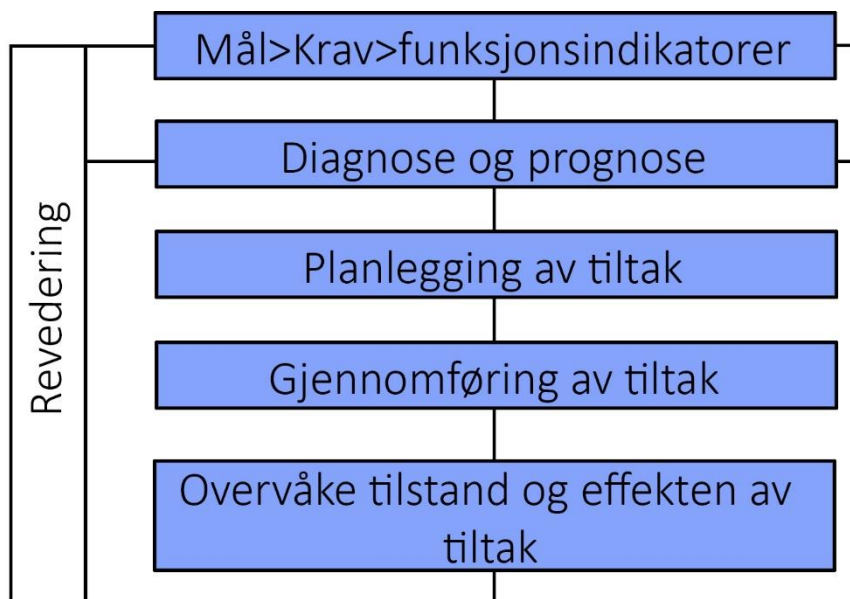 Mål>Krav>funksjonsindikatorer
Diagnose og prognose
Planlegging av tiltak
Gjennomføring av tiltak
Overvåke tilstand og effekten av
tiltak
Revedering